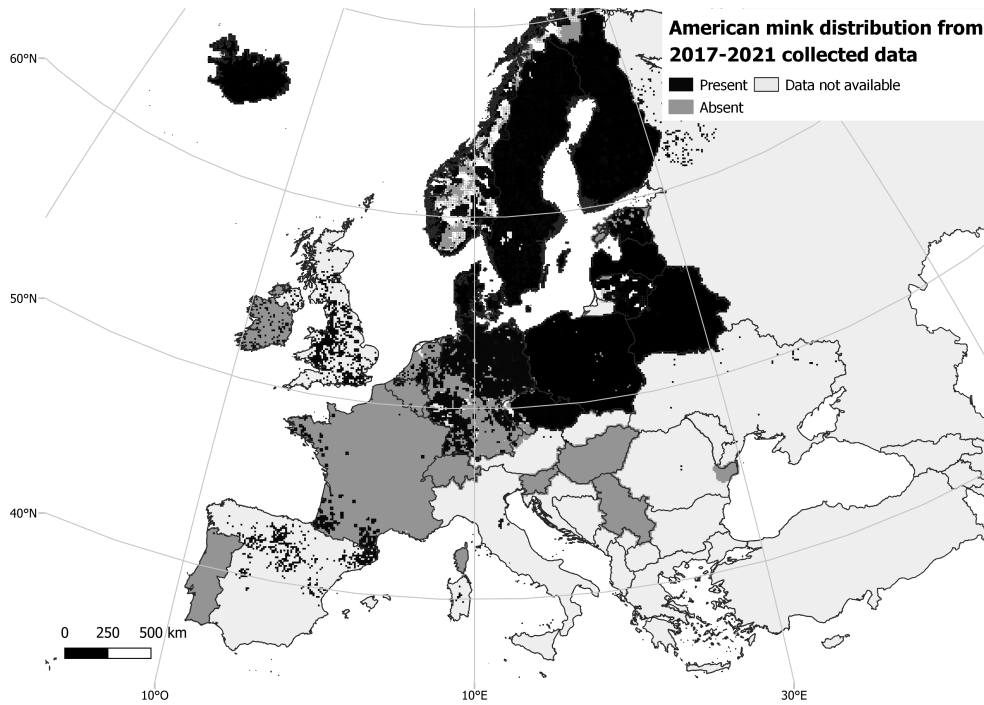 American mink distribution from
2017-2021 collected data
Present Data not available
Absent
60°N
50°N
40°N
0 250 500 km
10°O 10°E 30°E